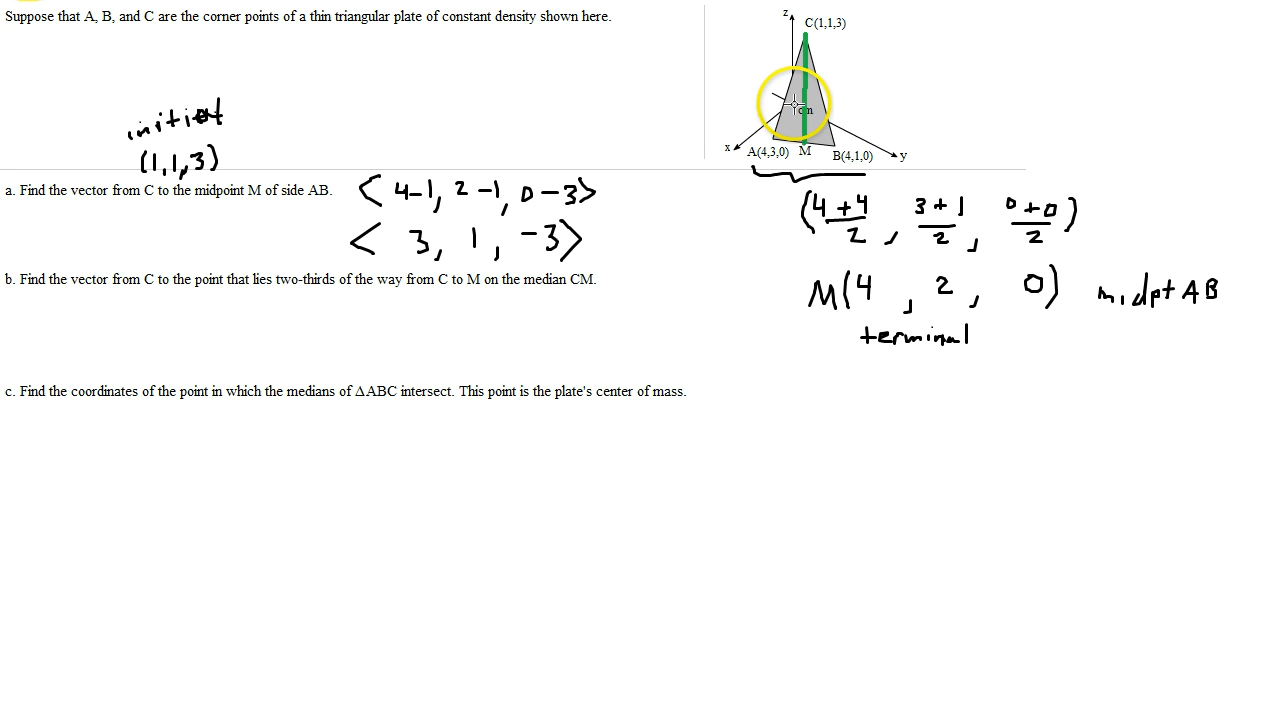 Suppose that A, B, and C are the corner points of a thin triangular plate of constant density shown here.
z
C(1,1,3)
cm
x
A(4,3,0)
M
B(4,1,0)
y
initial
(1,1,3)
a. Find the vector from C to the midpoint M of side AB.
< 4-1, 2-1, 0-3>
< 3, 1, -3>
(4+4/2, 3+1/2, 0+0/2)
b. Find the vector from C to the point that lies two-thirds of the way from C to M on the median CM.
M(4, 2, 0) midpt AB
terminal
c. Find the coordinates of the point in which the medians of ΔABC intersect. This point is the plate's center of mass.